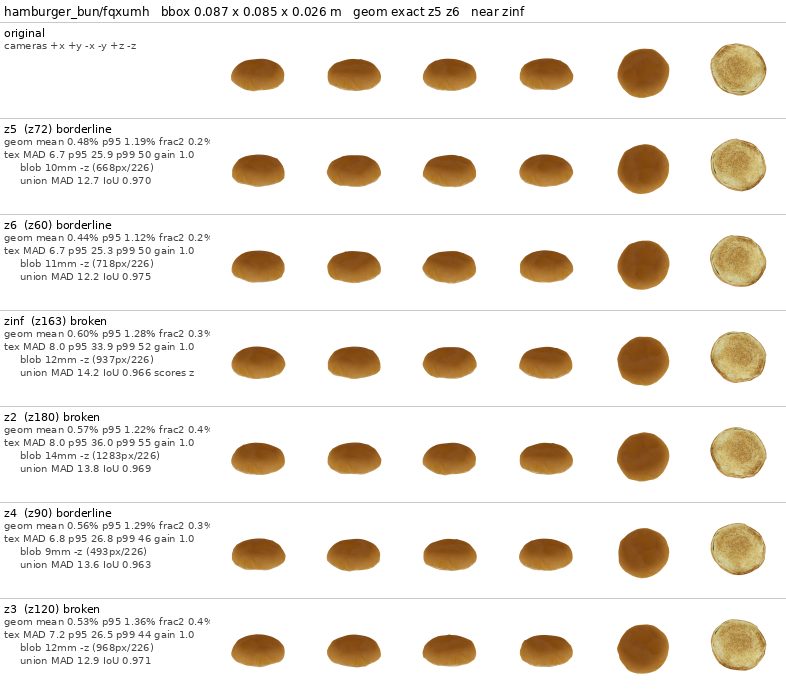 hamburger_bun/fqxumh bbox 0.087 x 0.085 x 0.026 m geom exact z5 z6 near zinf
original
cameras +x +y -x -y +z -z
z5 (z72) borderline
geom mean 0.48% p95 1.19% frac2 0.2%
tex MAD 6.7 p95 25.9 p99 50 gain 1.0
blob 10mm -z (668px/226)
union MAD 12.7 IoU 0.970
z6 (z60) borderline
geom mean 0.44% p95 1.12% frac2 0.2%
tex MAD 6.7 p95 25.3 p99 50 gain 1.0
blob 11mm -z (718px/226)
union MAD 12.2 IoU 0.975
zinf (z163) broken
geom mean 0.60% p95 1.28% frac2 0.3%
tex MAD 8.0 p95 33.9 p99 52 gain 1.0
blob 12mm -z (937px/226)
union MAD 14.2 IoU 0.966 scores z
z2 (z180) broken
geom mean 0.57% p95 1.22% frac2 0.4%
tex MAD 8.0 p95 36.0 p99 55 gain 1.0
blob 14mm -z (1283px/226)
union MAD 13.8 IoU 0.969
z4 (z90) borderline
geom mean 0.56% p95 1.29% frac2 0.3%
tex MAD 6.8 p95 26.8 p99 46 gain 1.0
blob 9mm -z (493px/226)
union MAD 13.6 IoU 0.963
z3 (z120) broken
geom mean 0.53% p95 1.36% frac2 0.4%
tex MAD 7.2 p95 26.5 p99 44 gain 1.0
blob 12mm -z (968px/226)
union MAD 12.9 IoU 0.971